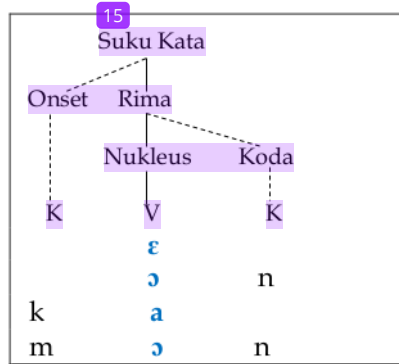 15
Suku Kata
Onset Rima
Nukleus Koda
K V K
ɛ
ɔ n
k a
m ɔ n